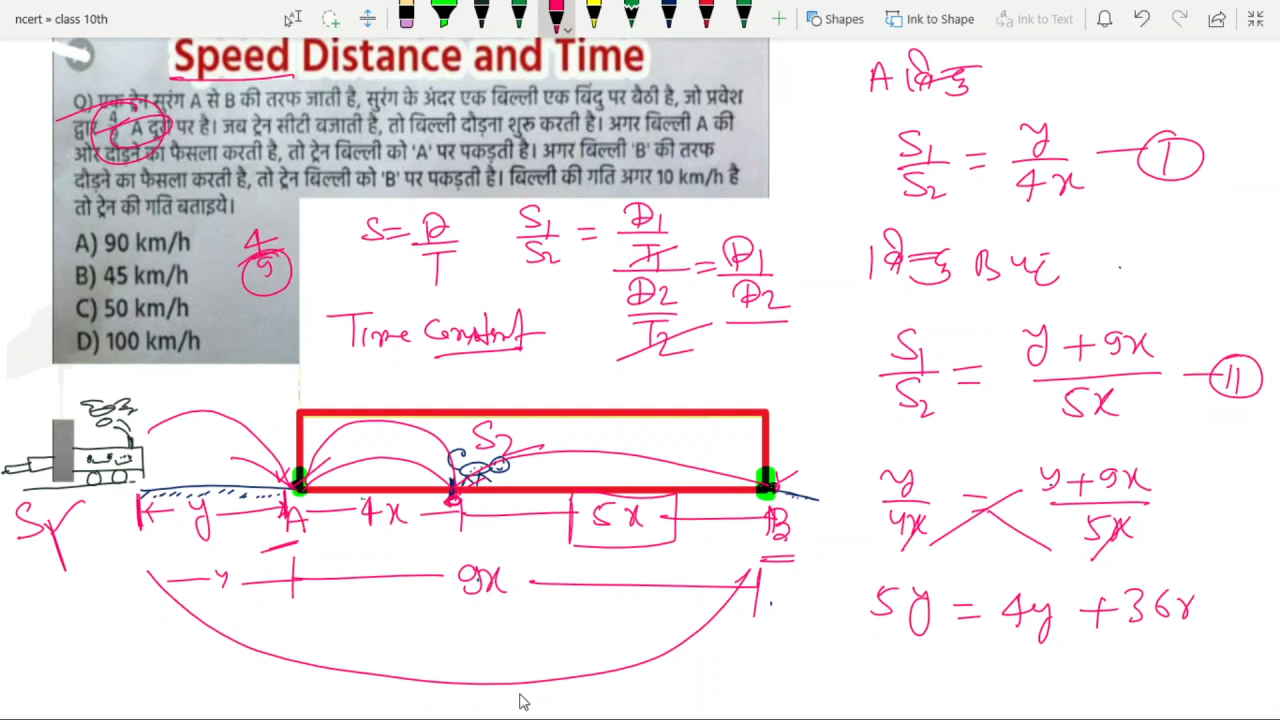 ncert » class 10th
Shapes
Ink to Shape
Ink to Text
Speed Distance and Time
Q) एक ट्रेन सुरंग A से B की तरफ जाती है, सुरंग के अंदर एक बिल्ली एक बिंदु पर बैठी है, जो प्रवेश
द्वार A दूरी पर है। जब ट्रेन सीटी बजाती है, तो बिल्ली दौड़ना शुरू करती है। अगर बिल्ली A की
ओर दौड़ने का फैसला करती है, तो ट्रेन बिल्ली को 'A' पर पकड़ती है। अगर बिल्ली 'B' की तरफ
दौड़ने का फैसला करती है, तो ट्रेन बिल्ली को 'B' पर पकड़ती है। बिल्ली की गति अगर 10 km/h है
तो ट्रेन की गति बताइये।
A) 90 km/h
B) 45 km/h
C) 50 km/h
D) 100 km/h
4/9
S = D/T
S1/S2 = D1/T1 / D2/T2 = D1/D2
Time Constant
S2
S1
y A 4x 5x B
y 9x
A बिन्दु
S1/S2 = y/4x — I
बिन्दु B पर
S1/S2 = y + 9x / 5x — II
y/4x = y + 9x / 5x
5y = 4y + 36x